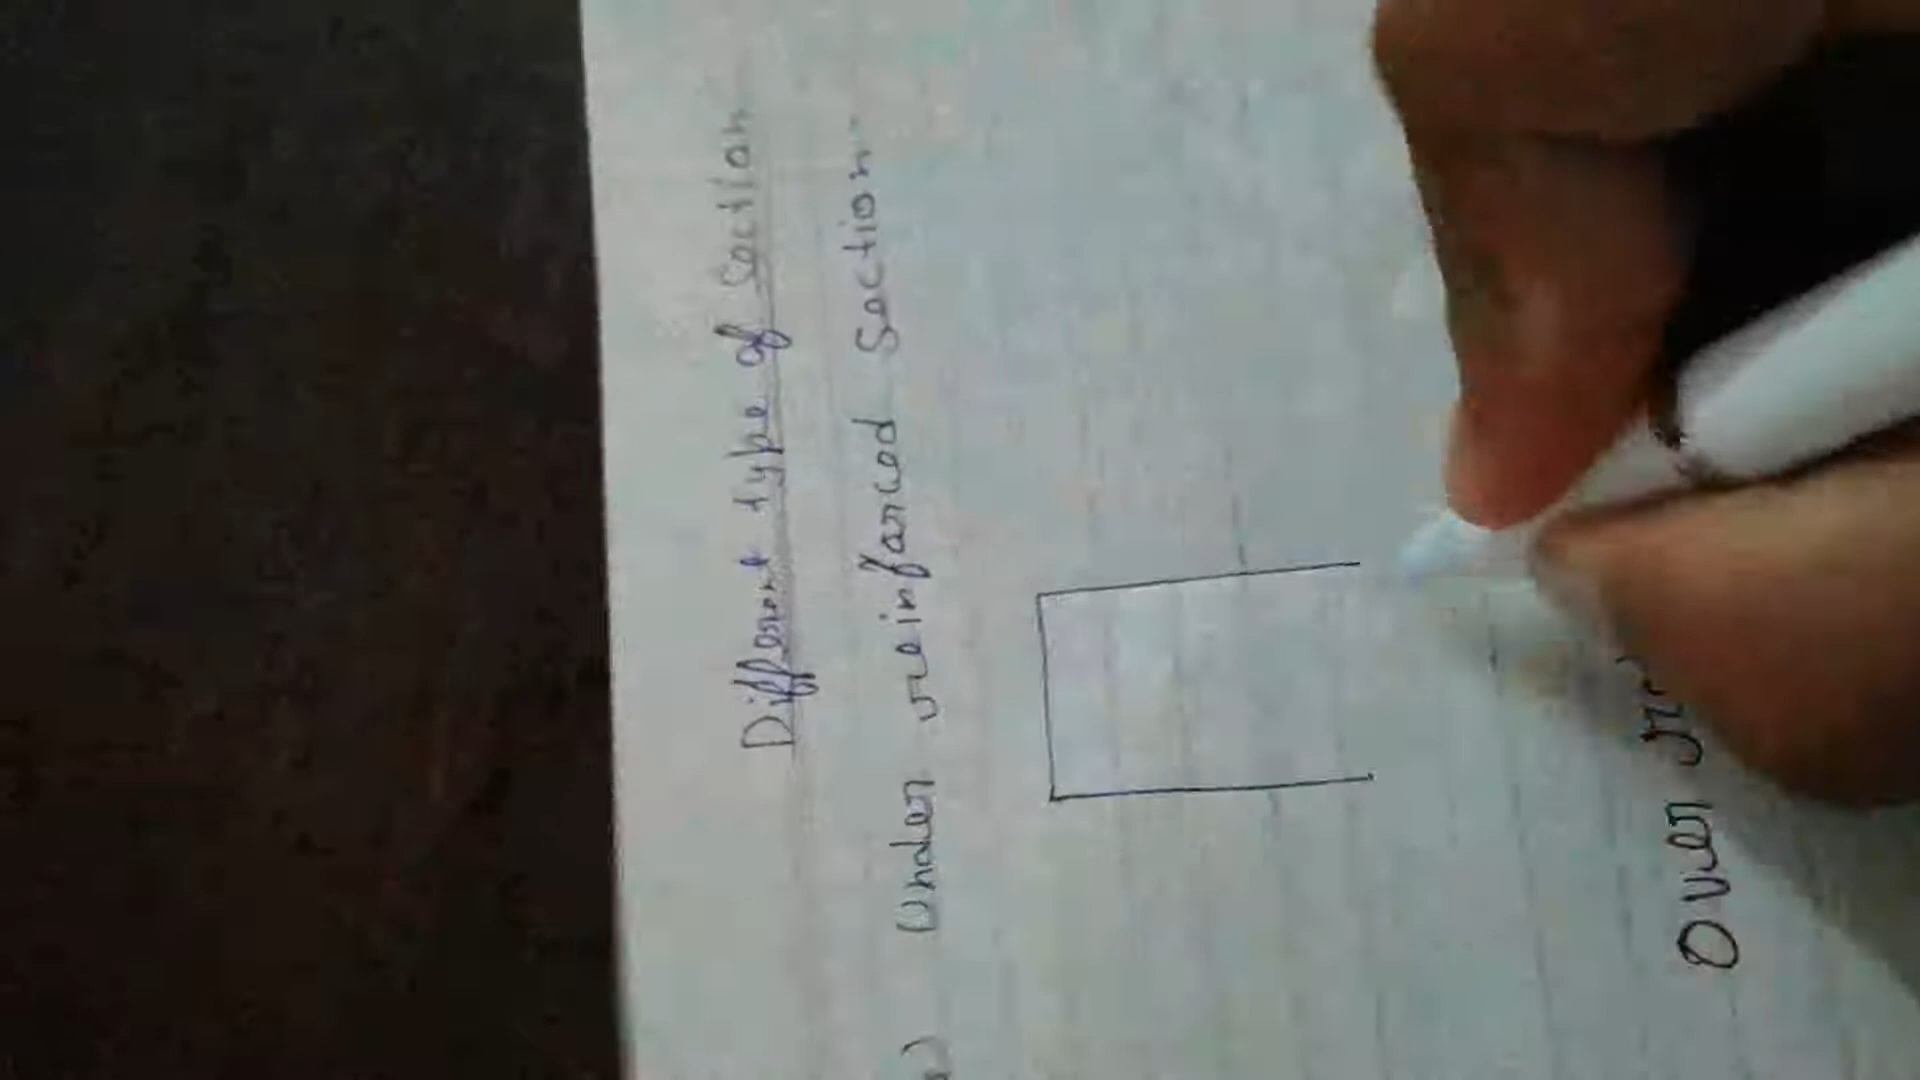 Different type of Section
Under reinforced Section
Over